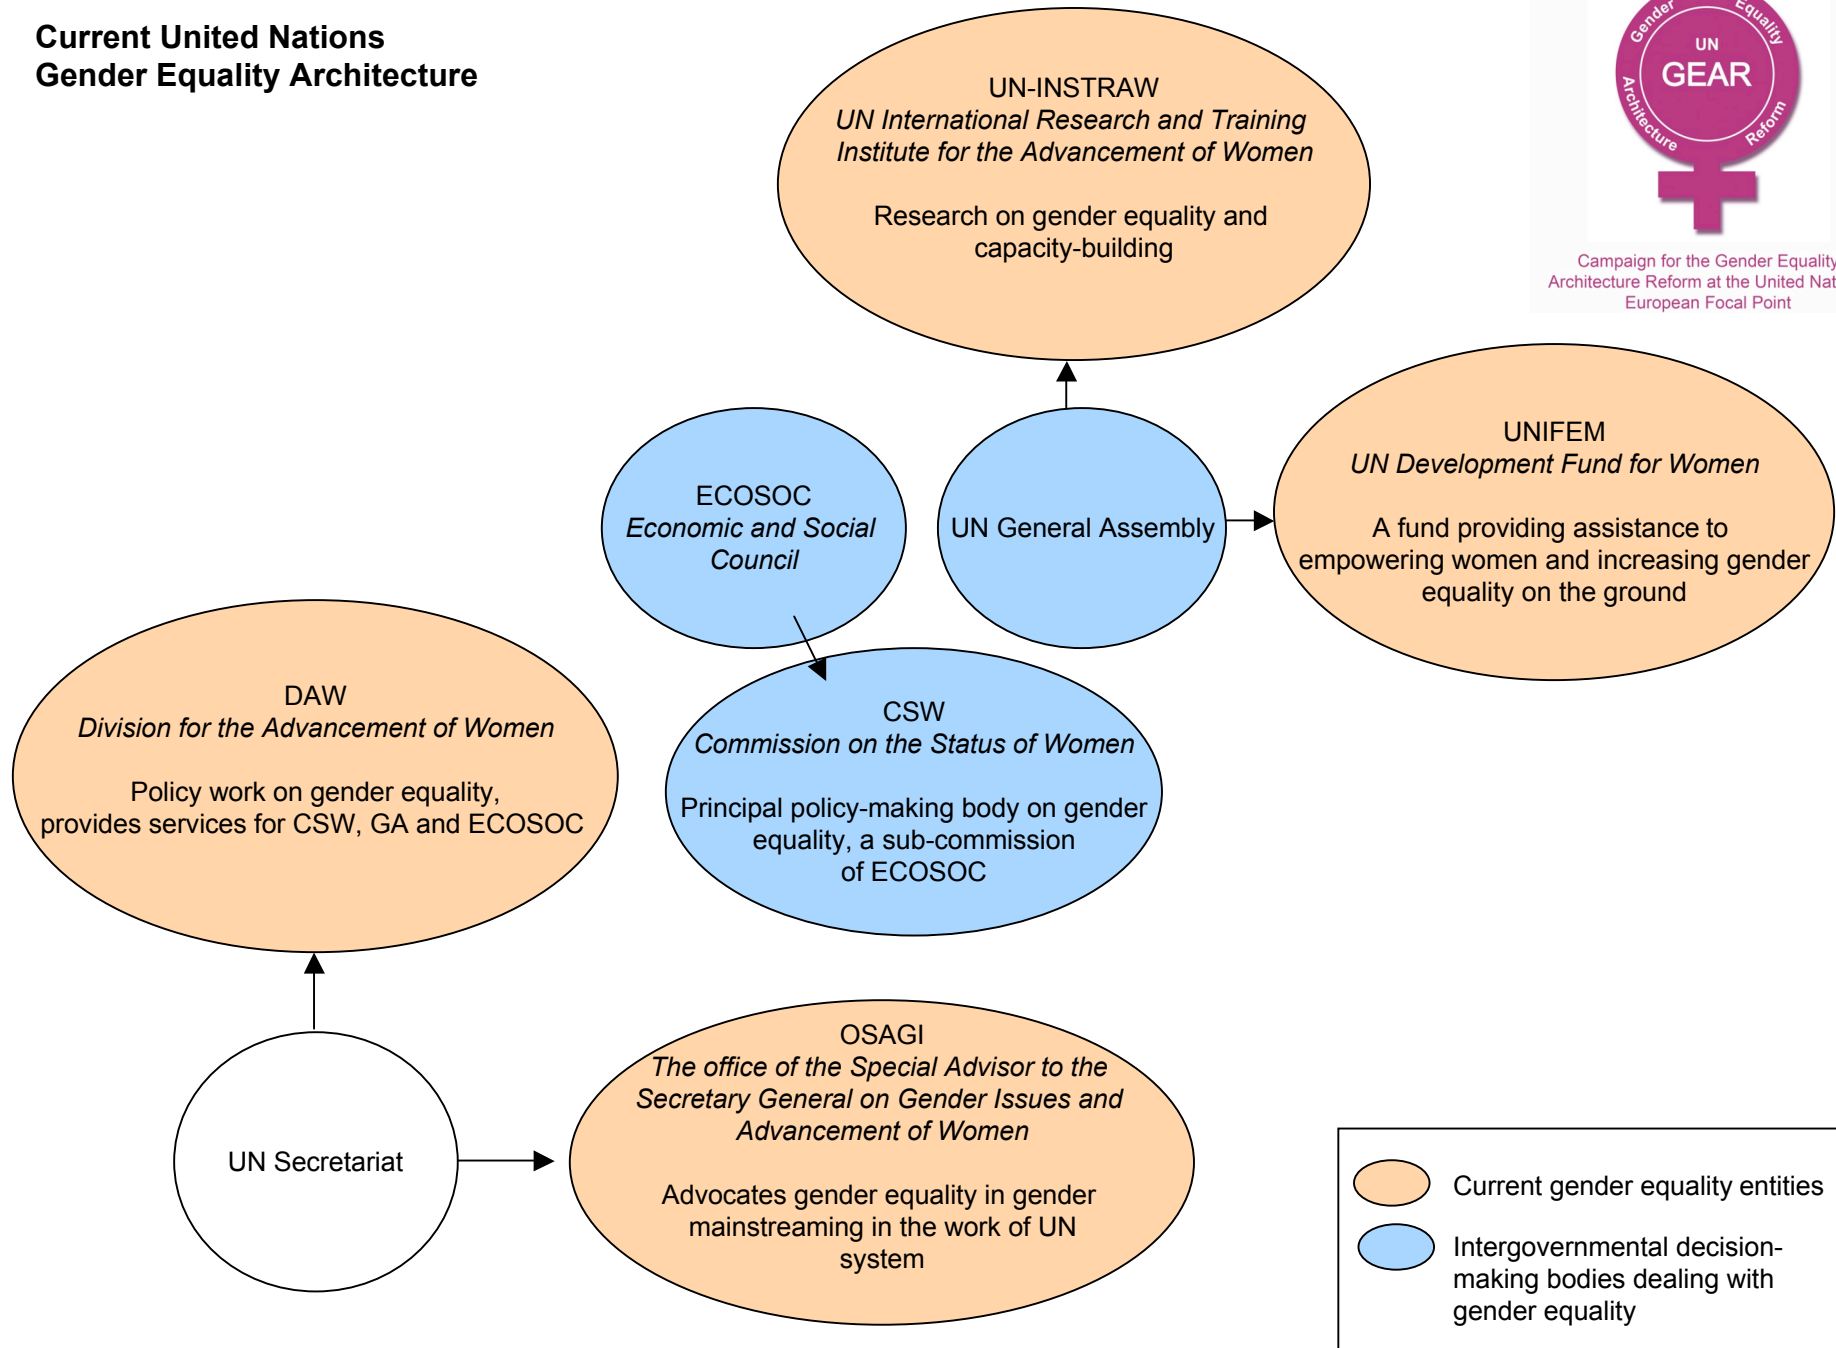 Current United Nations
Gender Equality Architecture
Gender Equality
Architecture Reform
UN
GEAR
Campaign for the Gender Equality
Architecture Reform at the United Nat
European Focal Point
UN-INSTRAW
UN International Research and Training
Institute for the Advancement of Women
Research on gender equality and
capacity-building
UNIFEM
UN Development Fund for Women
A fund providing assistance to
empowering women and increasing gender
equality on the ground
ECOSOC
Economic and Social
Council
UN General Assembly
DAW
Division for the Advancement of Women
Policy work on gender equality,
provides services for CSW, GA and ECOSOC
CSW
Commission on the Status of Women
Principal policy-making body on gender
equality, a sub-commission
of ECOSOC
UN Secretariat
OSAGI
The office of the Special Advisor to the
Secretary General on Gender Issues and
Advancement of Women
Advocates gender equality in gender
mainstreaming in the work of UN
system
Current gender equality entities
Intergovernmental decision-
making bodies dealing with
gender equality